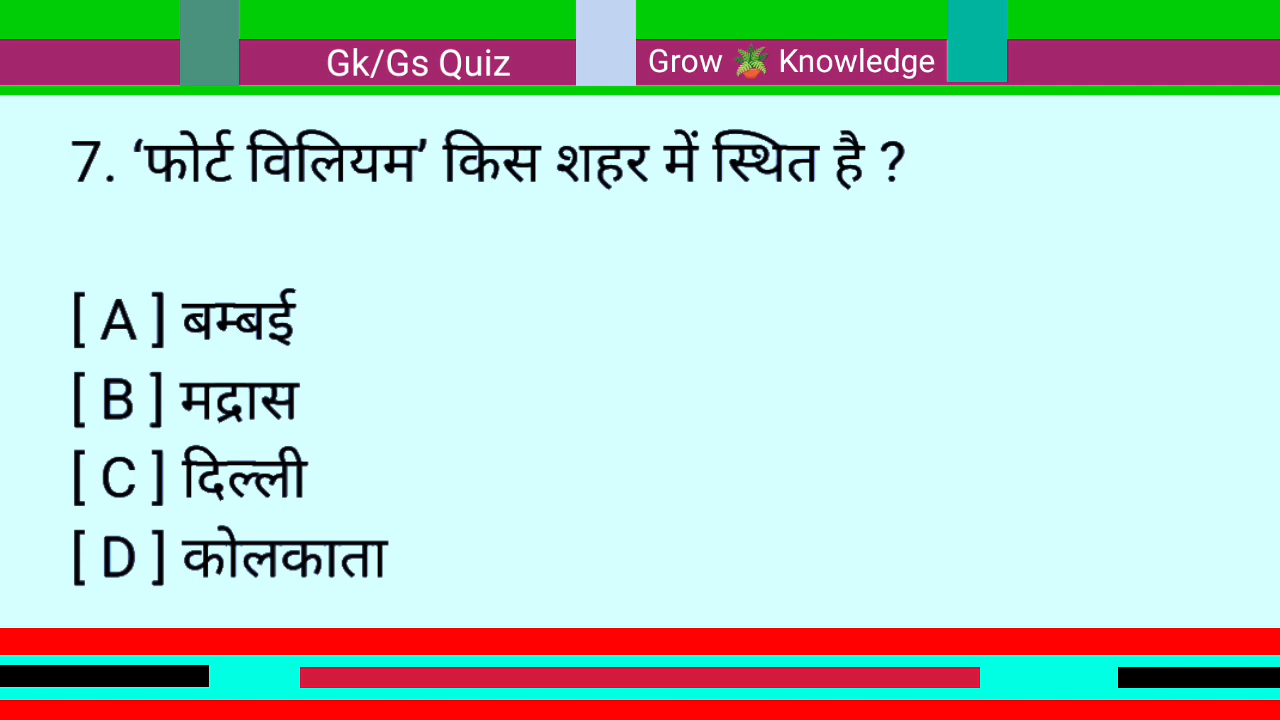 Gk/Gs Quiz
Grow 🪴 Knowledge
7. ‘फोर्ट विलियम’ किस शहर में स्थित है ?
[ A ] बम्बई
[ B ] मद्रास
[ C ] दिल्ली
[ D ] कोलकाता